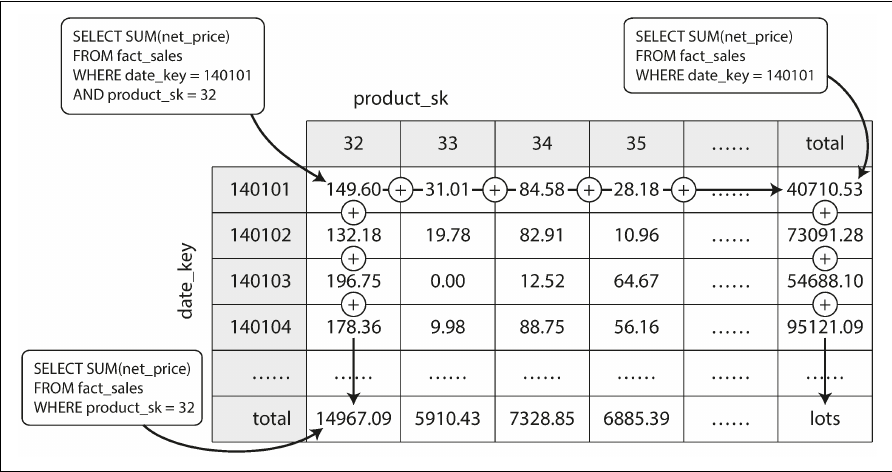 SELECT SUM(net_price)
FROM fact_sales
WHERE date_key = 140101
AND product_sk = 32
SELECT SUM(net_price)
FROM fact_sales
WHERE date_key = 140101
product_sk
32 33 34 35 ...... total
date_key
140101 149.60 + 31.01 + 84.58 + 28.18 + ...... 40710.53
+ +
140102 132.18 19.78 82.91 10.96 ...... 73091.28
+ +
140103 196.75 0.00 12.52 64.67 ...... 54688.10
+ +
140104 178.36 9.98 88.75 56.16 ...... 95121.09
...... ...... ...... ...... ...... ...... ......
total 14967.09 5910.43 7328.85 6885.39 ...... lots
SELECT SUM(net_price)
FROM fact_sales
WHERE product_sk = 32